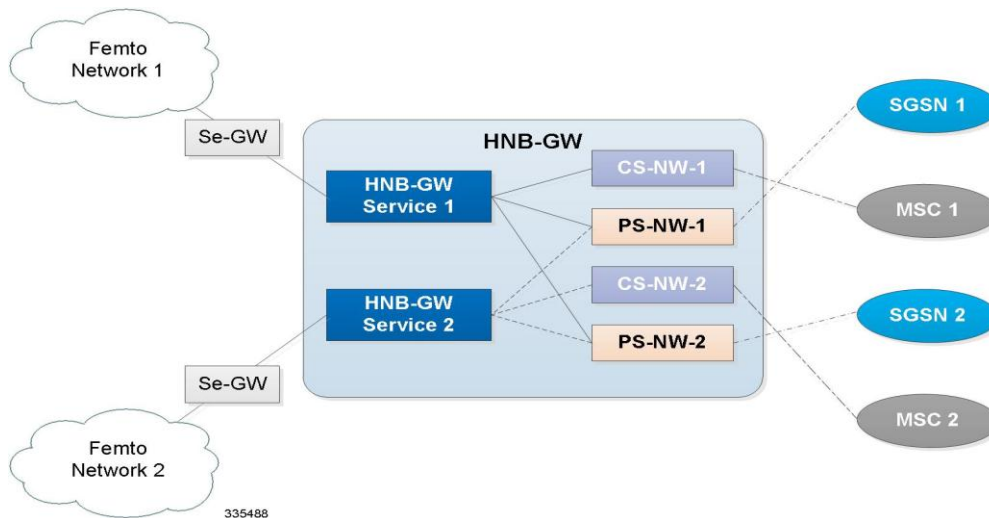 Femto
Network 1
Se-GW
HNB-GW
HNB-GW
Service 1
HNB-GW
Service 2
CS-NW-1
PS-NW-1
CS-NW-2
PS-NW-2
SGSN 1
MSC 1
SGSN 2
MSC 2
Se-GW
Femto
Network 2
335488